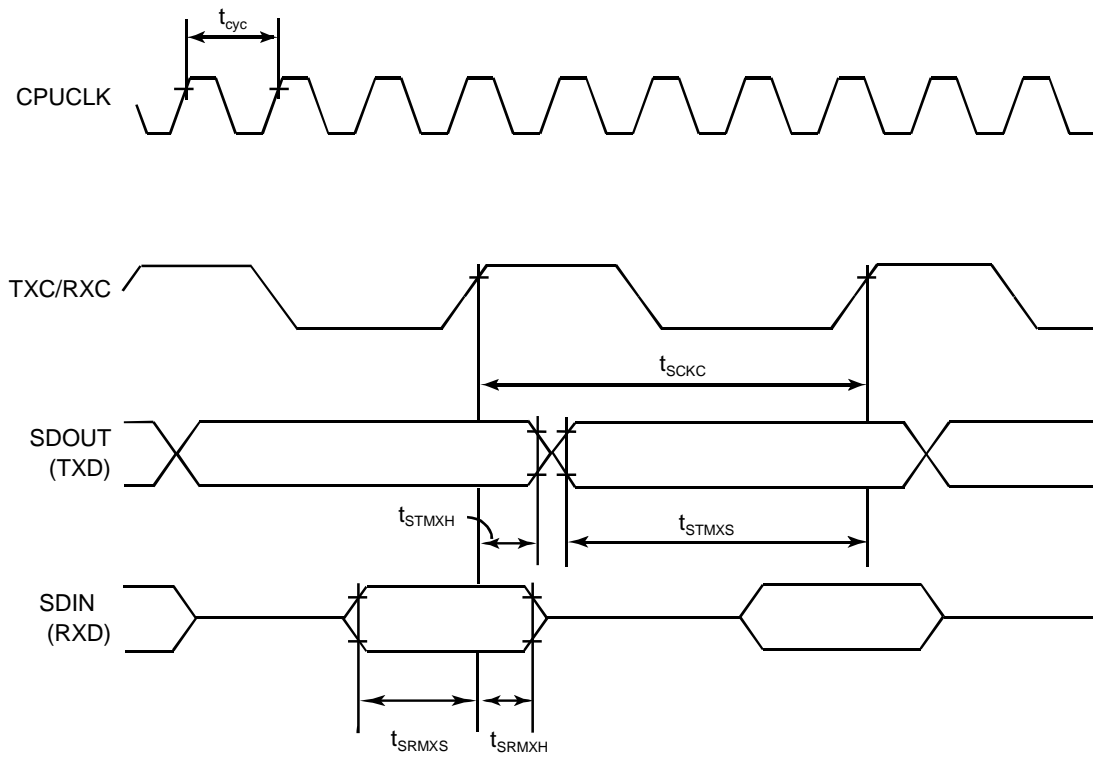 tcyc
CPUCLK
TXC/RXC
tSCKC
SDOUT
(TXD)
tSTMXH
tSTMXS
SDIN
(RXD)
tSRMXS
tSRMXH